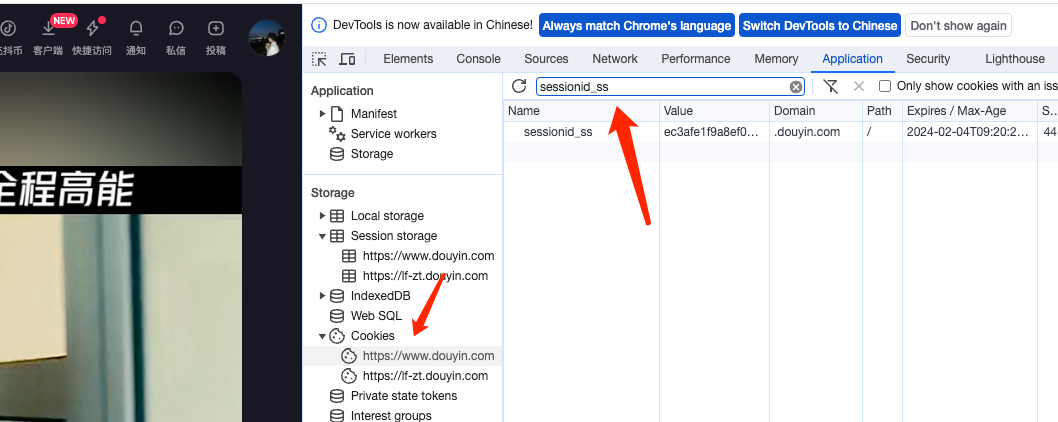 DevTools is now available in Chinese!
Always match Chrome's language
Switch DevTools to Chinese
Don't show again
NEW
充抖币
客户端
快捷访问
通知
私信
投稿
Elements
Console
Sources
Network
Performance
Memory
Application
Security
Lighthouse
Application
Manifest
Service workers
Storage
Storage
Local storage
Session storage
https://www.douyin.com
https://lf-zt.douyin.com
IndexedDB
Web SQL
Cookies
https://www.douyin.com
https://lf-zt.douyin.com
Private state tokens
Interest groups
sessionid_ss
Only show cookies with an iss
Name
Value
Domain
Path
Expires / Max-Age
S...
sessionid_ss
ec3afe1f9a8ef0...
.douyin.com
/
2024-02-04T09:20:2...
44
全程高能